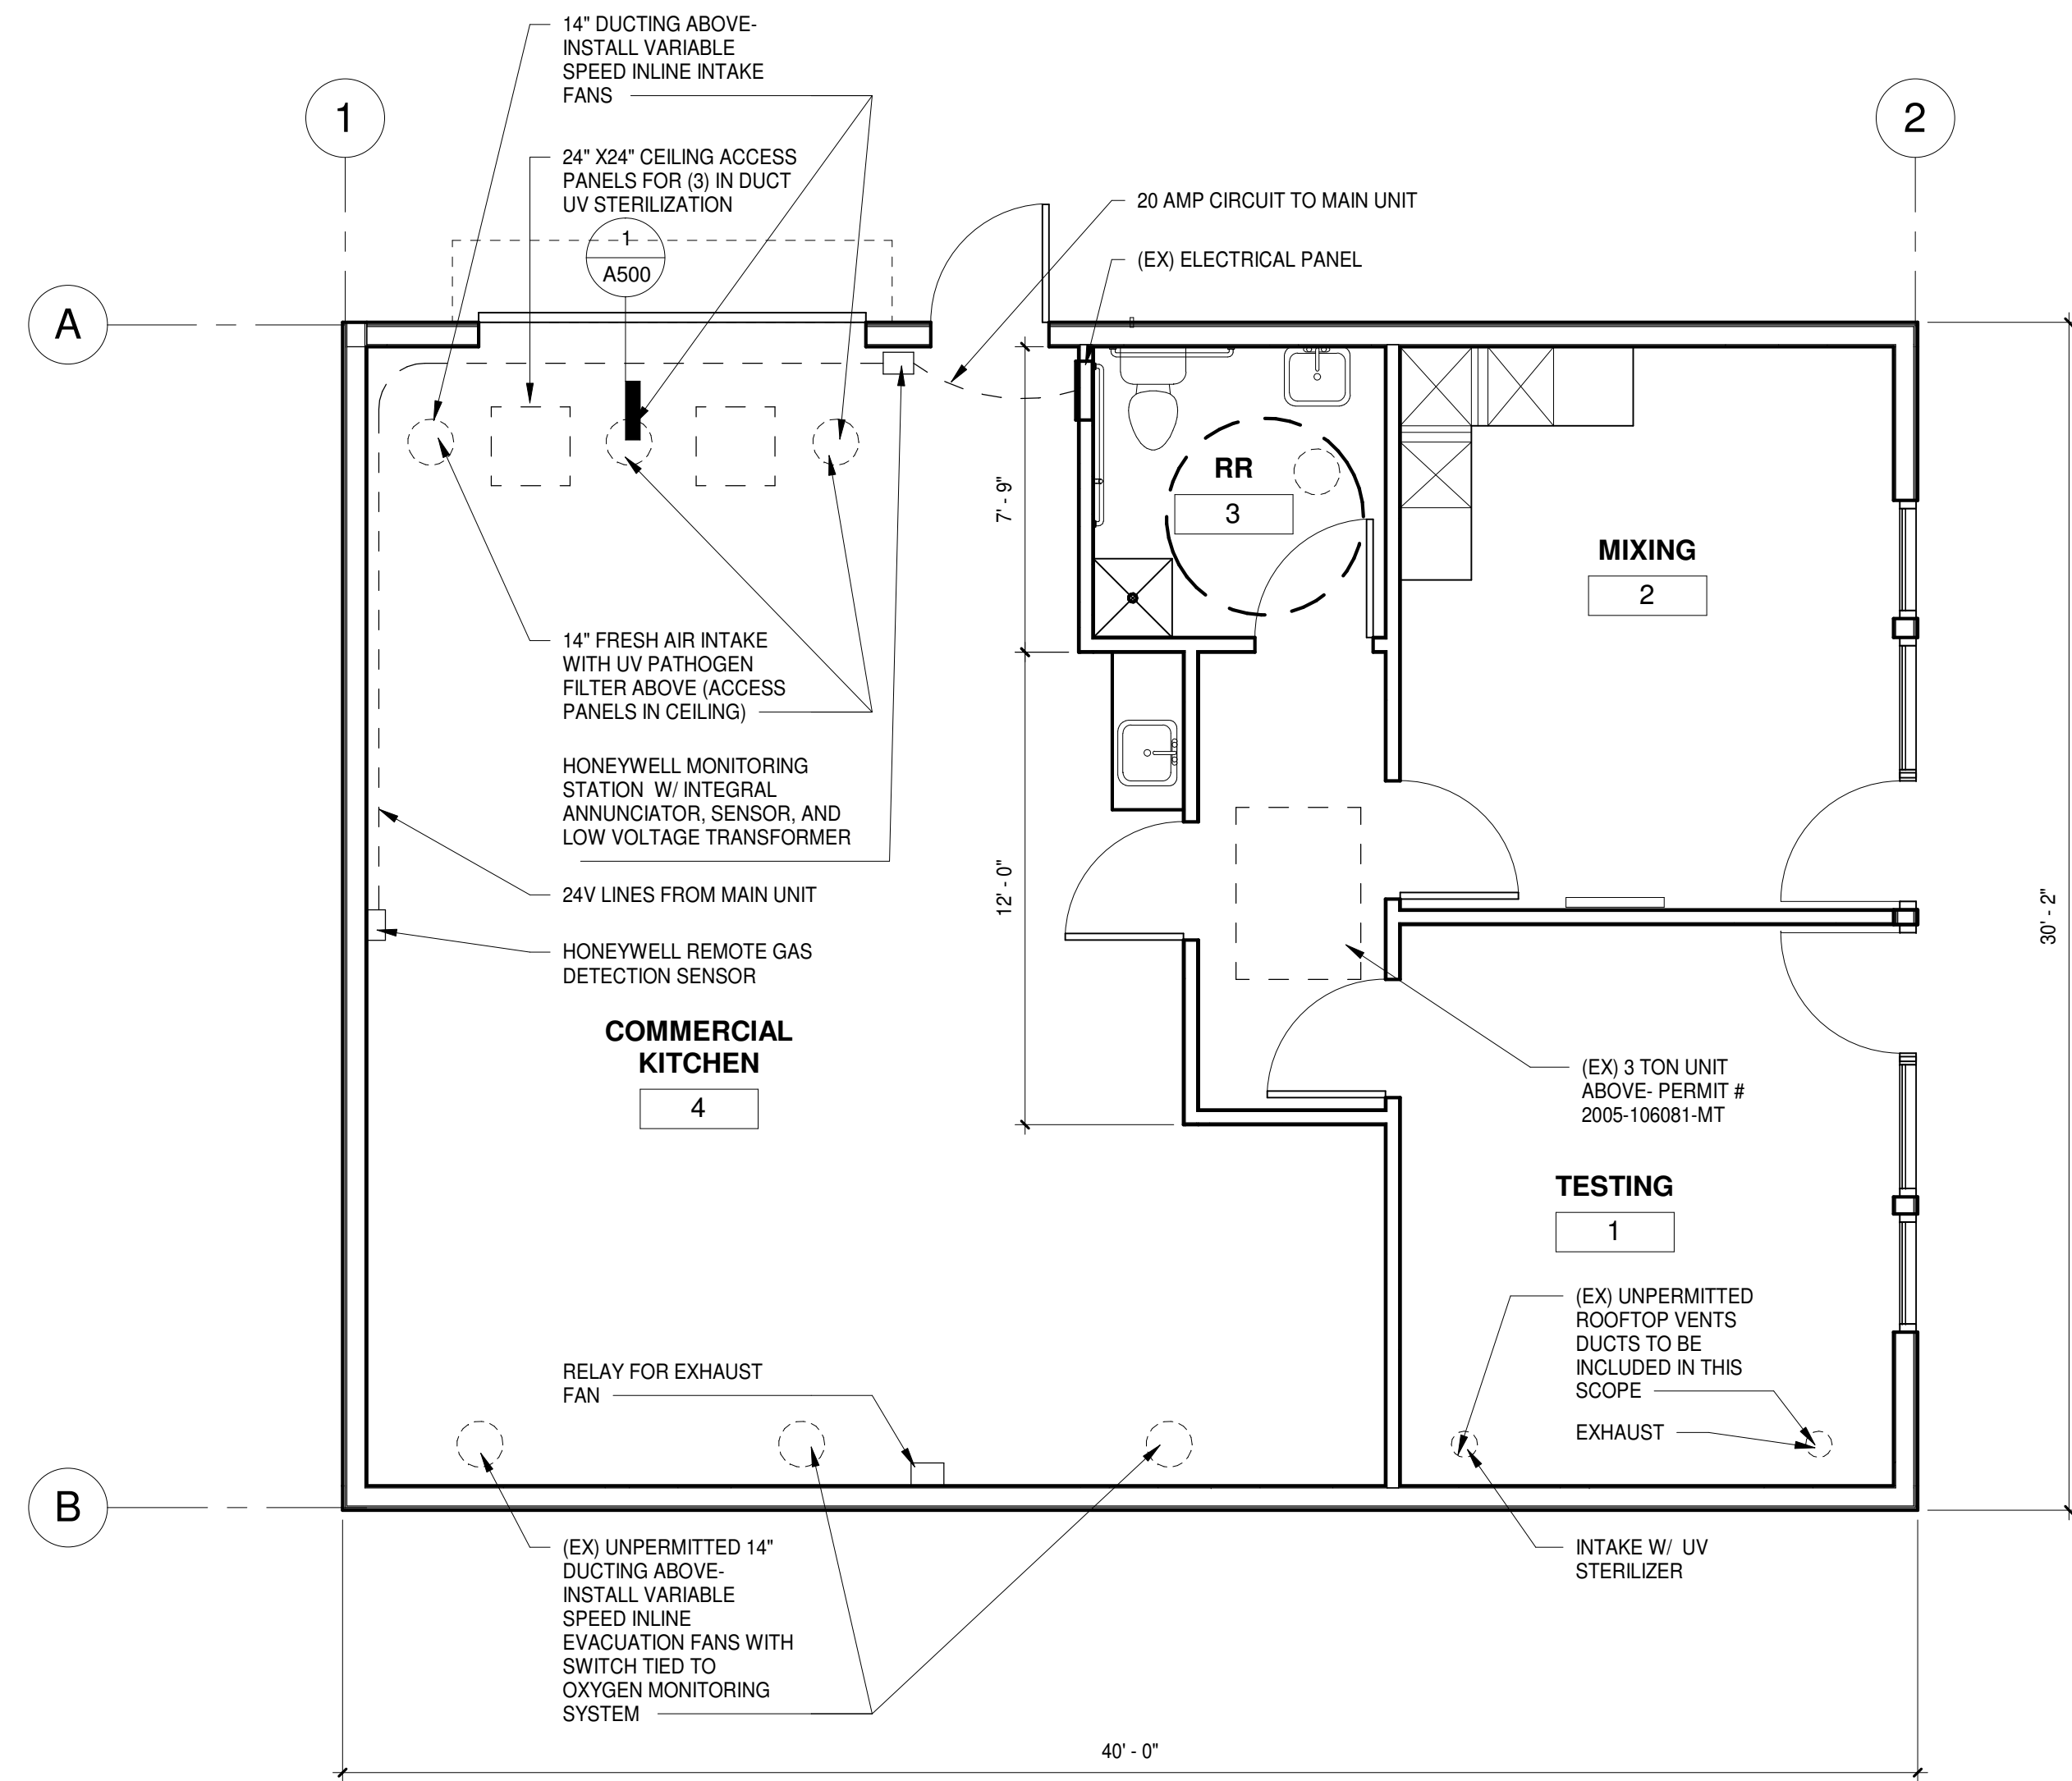 14" DUCTING ABOVE-
INSTALL VARIABLE
SPEED INLINE INTAKE
FANS
1
2
24" X24" CEILING ACCESS
PANELS FOR (3) IN DUCT
UV STERILIZATION
20 AMP CIRCUIT TO MAIN UNIT
1
A500
(EX) ELECTRICAL PANEL
A
RR
3
7' - 9"
MIXING
2
14" FRESH AIR INTAKE
WITH UV PATHOGEN
FILTER ABOVE (ACCESS
PANELS IN CEILING)
HONEYWELL MONITORING
STATION W/ INTEGRAL
ANNUNCIATOR, SENSOR, AND
LOW VOLTAGE TRANSFORMER
24V LINES FROM MAIN UNIT
12' - 0"
30' - 2"
HONEYWELL REMOTE GAS
DETECTION SENSOR
COMMERCIAL
KITCHEN
4
(EX) 3 TON UNIT
ABOVE- PERMIT #
2005-106081-MT
TESTING
1
(EX) UNPERMITTED
ROOFTOP VENTS
DUCTS TO BE
INCLUDED IN THIS
SCOPE
EXHAUST
RELAY FOR EXHAUST
FAN
B
(EX) UNPERMITTED 14"
DUCTING ABOVE-
INSTALL VARIABLE
SPEED INLINE
EVACUATION FANS WITH
SWITCH TIED TO
OXYGEN MONITORING
SYSTEM
INTAKE W/ UV
STERILIZER
40' - 0"